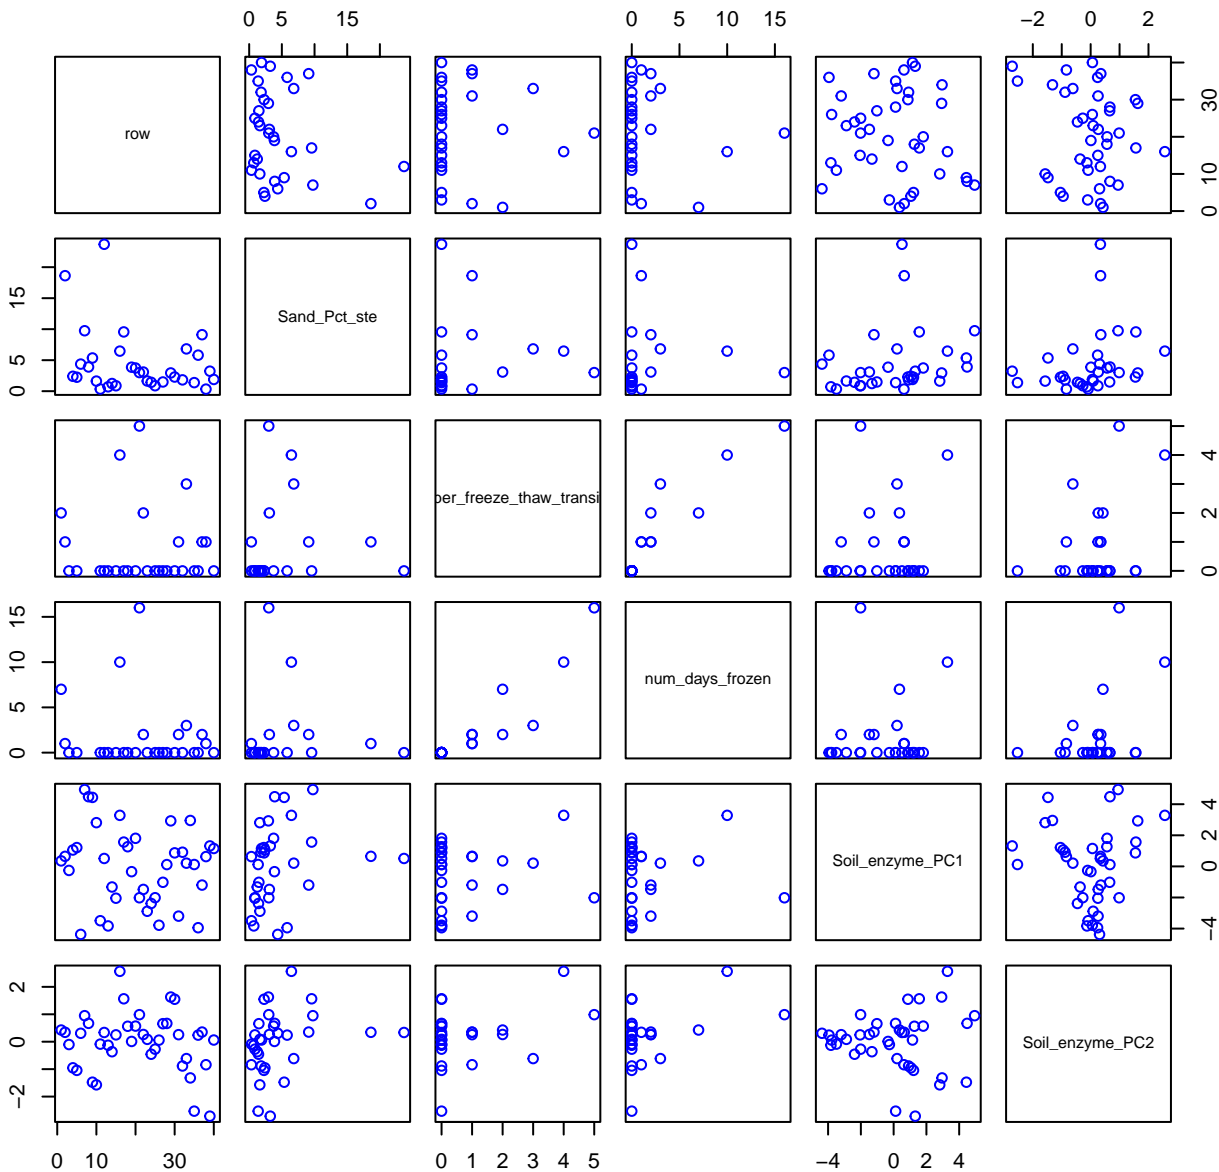 0 5 15
0 5 10 15
−2 0 2
row
0 10 20 30
Sand_Pct_ste
0 5 15
ber_freeze_thaw_transi
0 2 4
num_days_frozen
0 5 10 15
Soil_enzyme_PC1
−4 0 2 4
Soil_enzyme_PC2
−2 0 1 2
0 10 30
0 1 2 3 4 5
−4 0 2 4